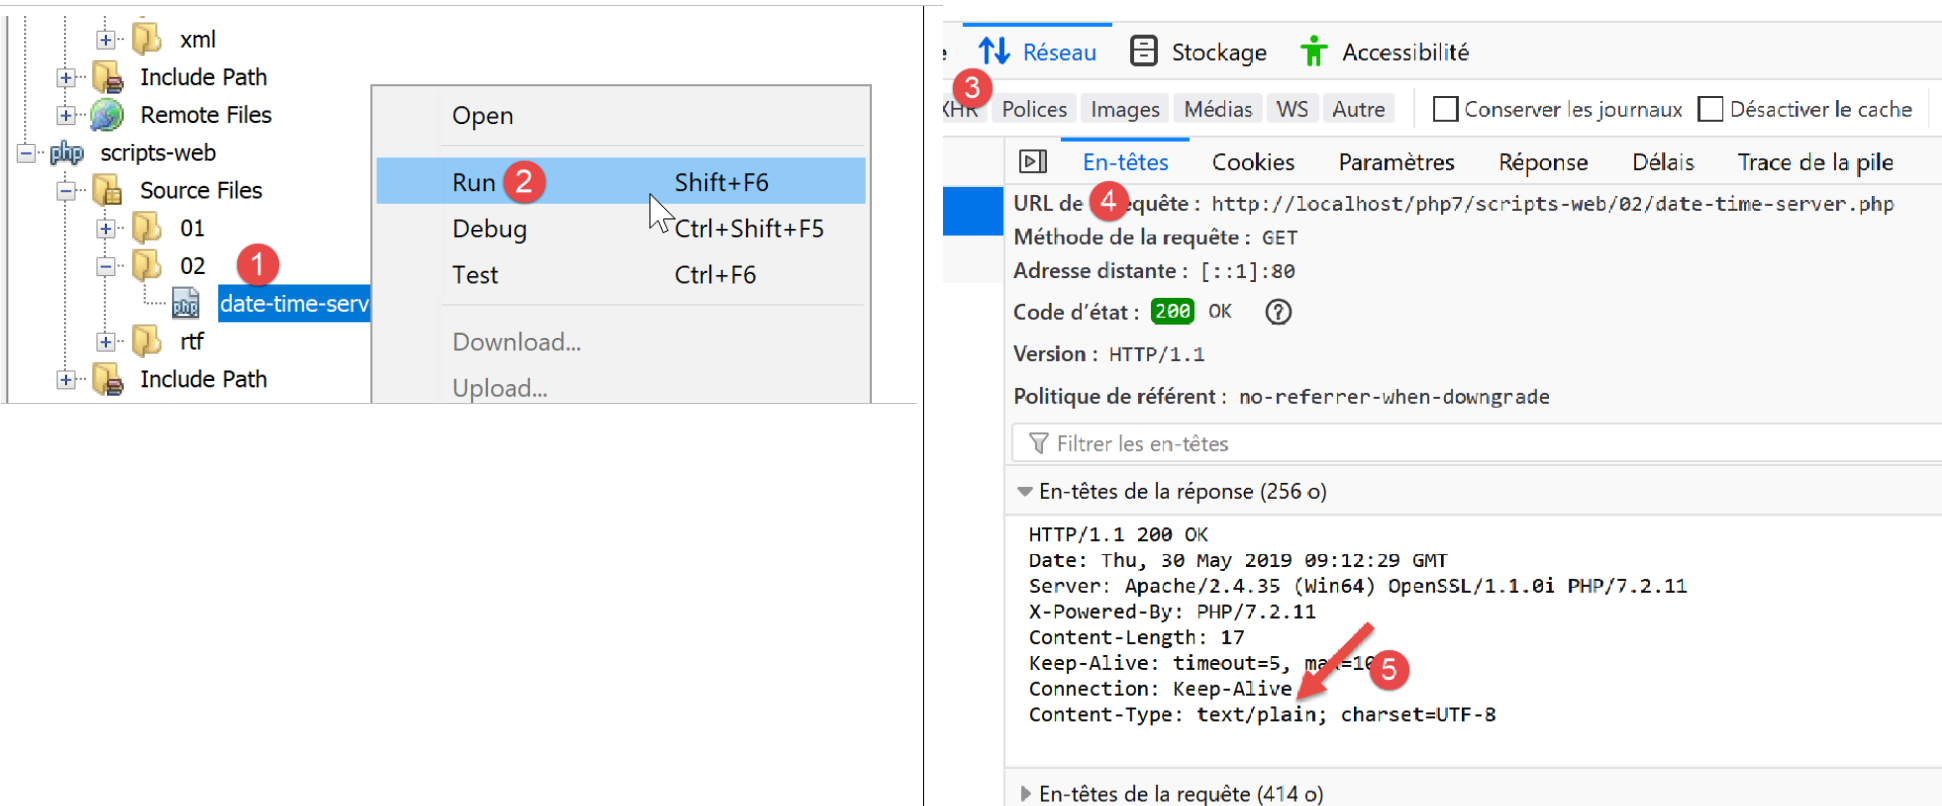 xml
Include Path
Remote Files
php scripts-web
Source Files
01
02 1
php date-time-serv
rtf
Include Path
Open
Run 2 Shift+F6
Debug Ctrl+Shift+F5
Test Ctrl+F6
Download...
Upload...
Réseau Stockage Accessibilité
3
XHR Polices Images Médias WS Autre Conserver les journaux Désactiver le cache
En-têtes Cookies Paramètres Réponse Délais Trace de la pile
URL de 4 equête : http://localhost/php7/scripts-web/02/date-time-server.php
Méthode de la requête : GET
Adresse distante : [::1]:80
Code d'état : 200 OK ?
Version : HTTP/1.1
Politique de référent : no-referrer-when-downgrade
Filtrer les en-têtes
En-têtes de la réponse (256 o)
HTTP/1.1 200 OK
Date: Thu, 30 May 2019 09:12:29 GMT
Server: Apache/2.4.35 (Win64) OpenSSL/1.1.0i PHP/7.2.11
X-Powered-By: PHP/7.2.11
Content-Length: 17
Keep-Alive: timeout=5, 5
Connection: Keep-Alive
Content-Type: text/plain; charset=UTF-8
En-têtes de la requête (414 o)